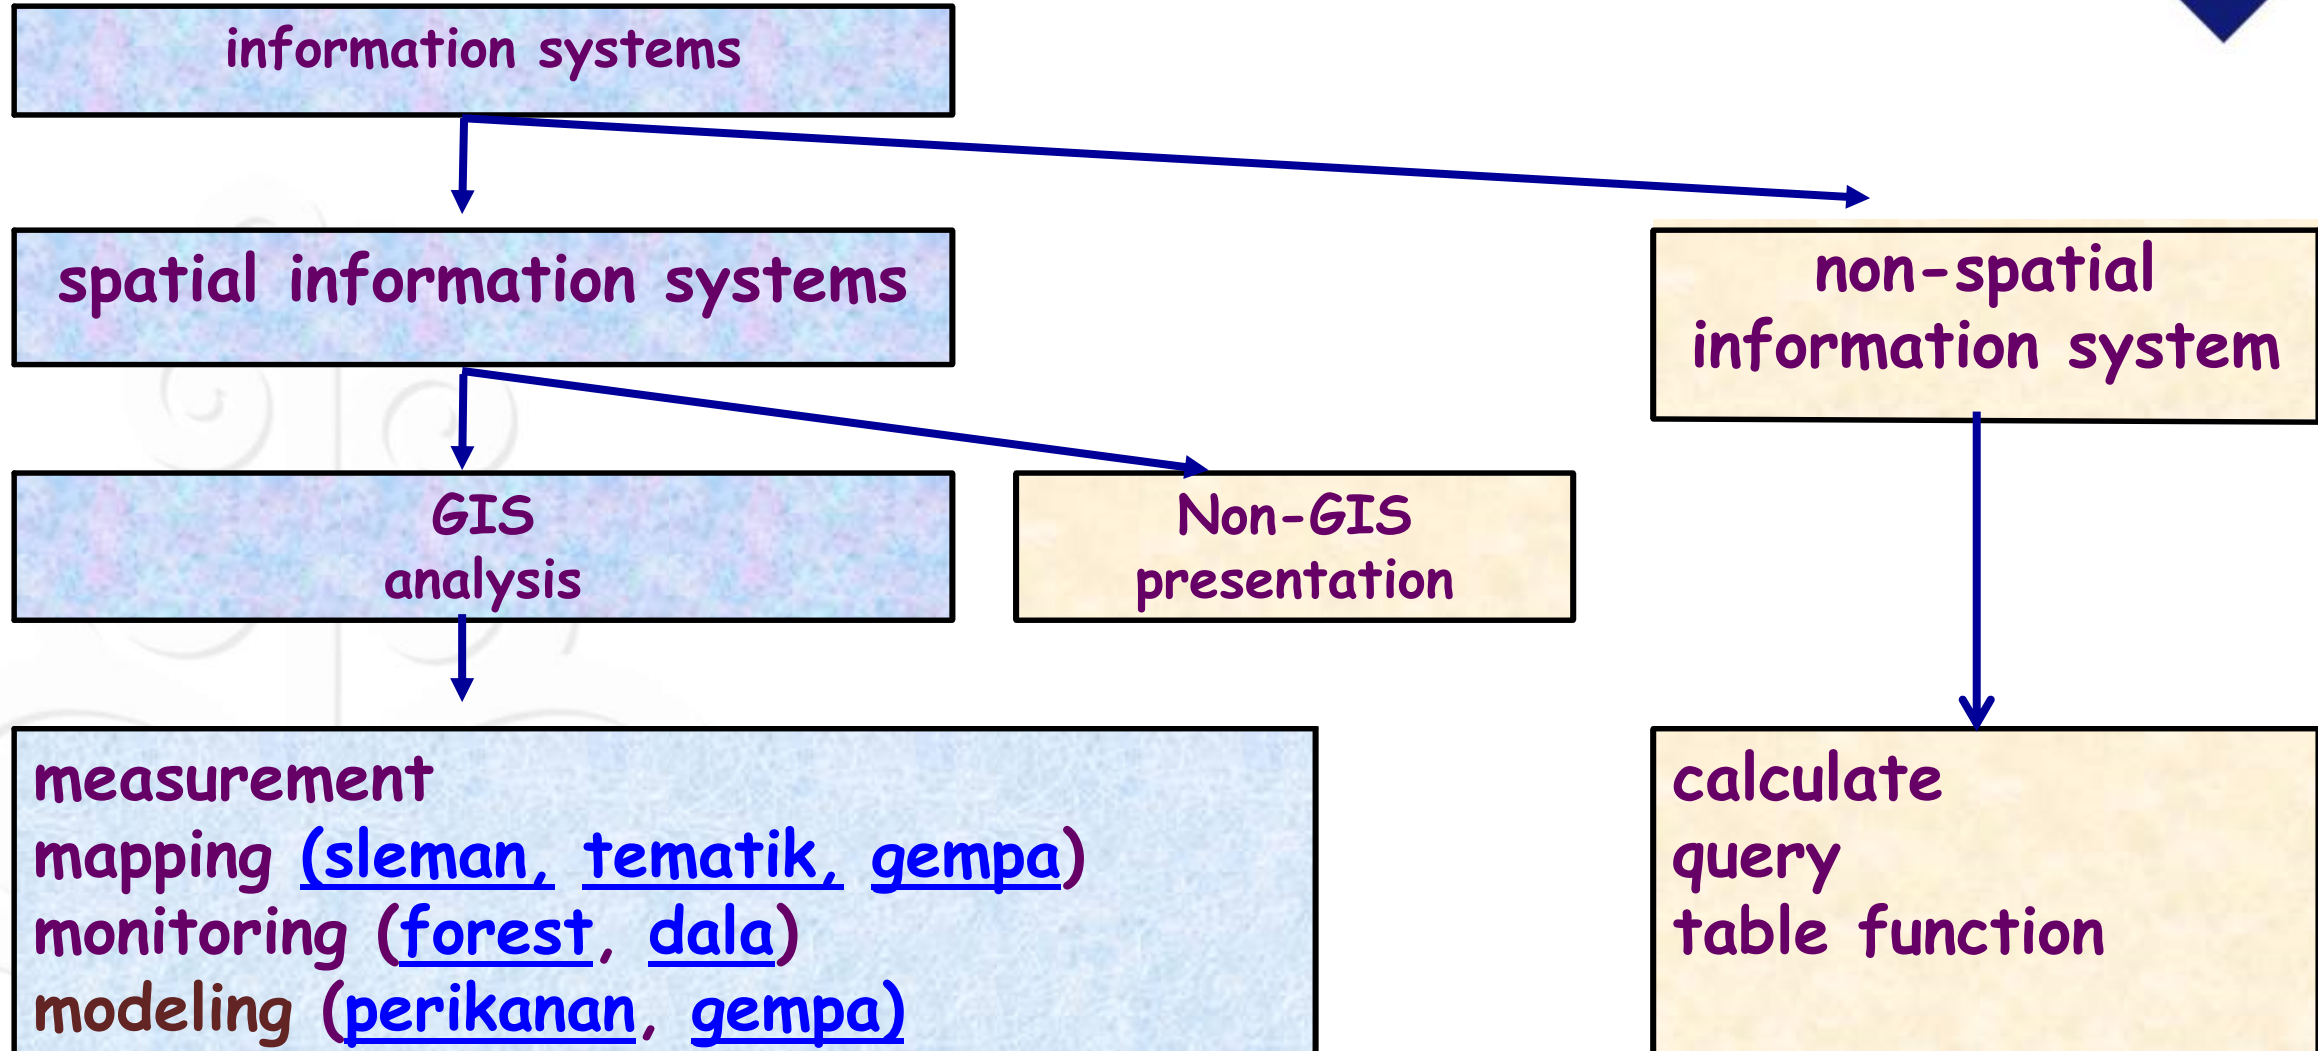 information systems
spatial information systems
non-spatial
information system
GIS
analysis
Non-GIS
presentation
measurement
mapping (sleman, tematik, gempa)
monitoring (forest, dala)
modeling (perikanan, gempa)
calculate
query
table function